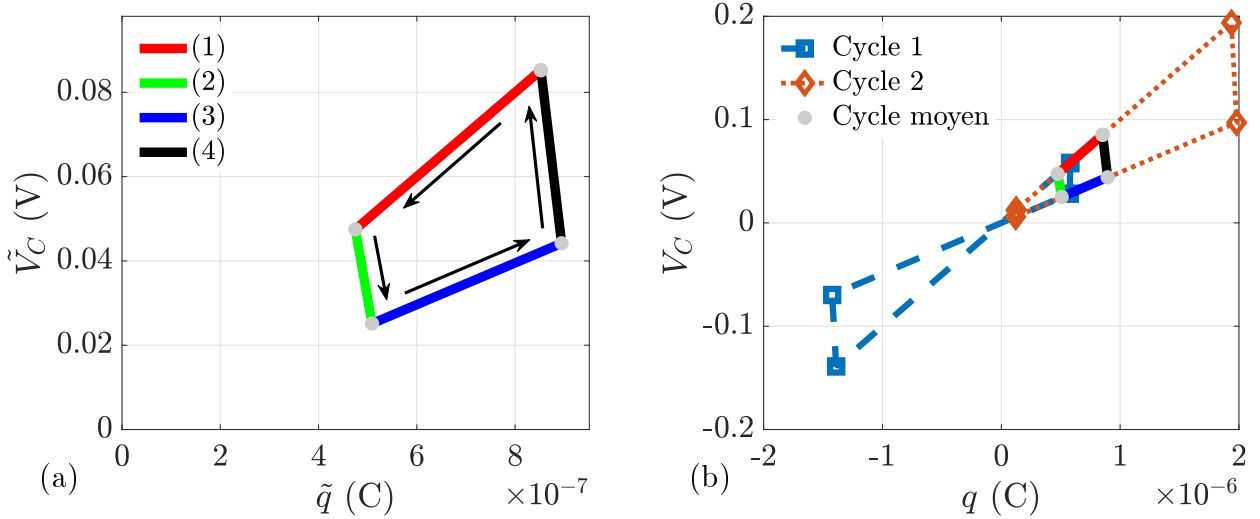 (1)
(2)
(3)
(4)
0.08
0.06
0.04
0.02
0
Ṽ_C (V)
0 2 4 6 8
×10⁻⁷
(a)
q̃ (C)
Cycle 1
Cycle 2
Cycle moyen
0.2
0.1
0
-0.1
-0.2
V_C (V)
-2 -1 0 1 2
×10⁻⁶
(b)
q (C)